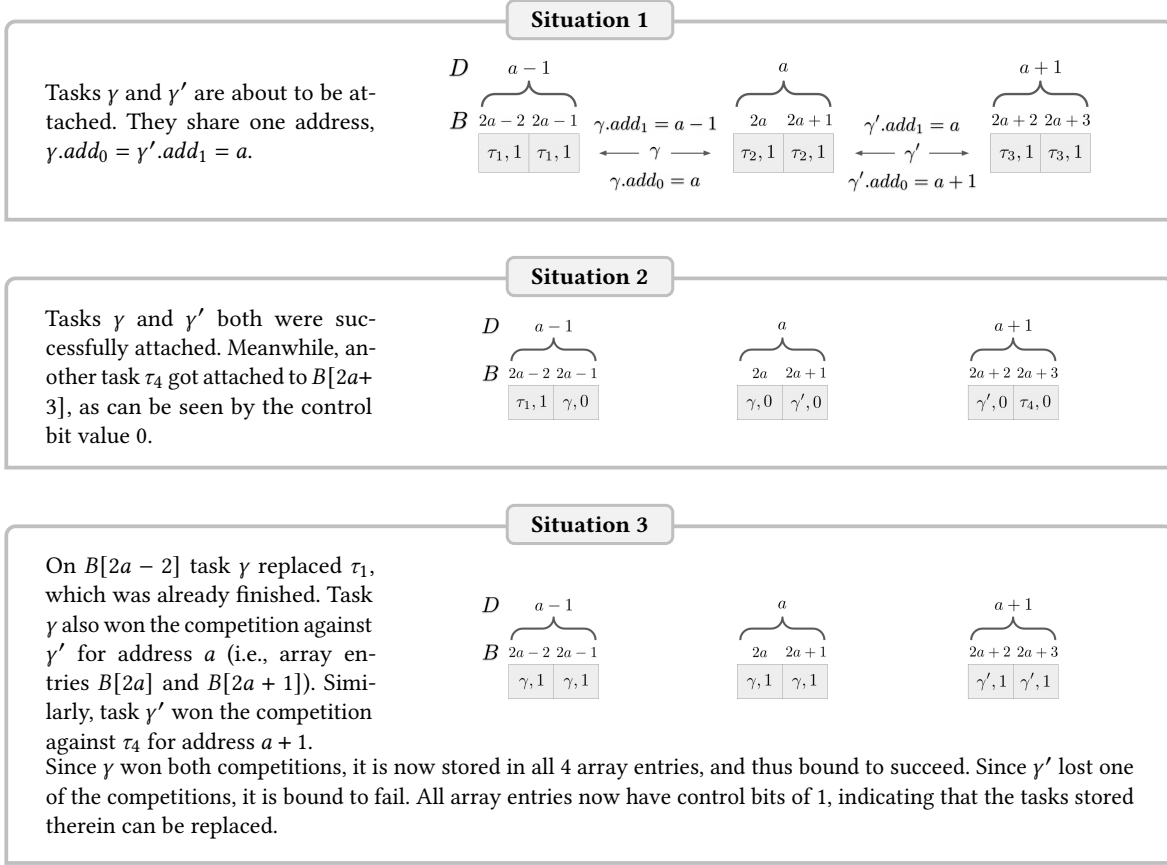 Situation 1
Tasks γ and γ′ are about to be at-
tached. They share one address,
γ.add₀ = γ′.add₁ = a.
D a − 1 a a + 1
B 2a − 2 2a − 1 γ.add₁ = a − 1 2a 2a + 1 γ′.add₁ = a 2a + 2 2a + 3
τ₁, 1 τ₁, 1 ← γ → τ₂, 1 τ₂, 1 ← γ′ → τ₃, 1 τ₃, 1
γ.add₀ = a γ′.add₀ = a + 1
Situation 2
Tasks γ and γ′ both were suc-
cessfully attached. Meanwhile, an-
other task τ₄ got attached to B[2a+
3], as can be seen by the control
bit value 0.
D a − 1 a a + 1
B 2a − 2 2a − 1 2a 2a + 1 2a + 2 2a + 3
τ₁, 1 γ, 0 γ, 0 γ′, 0 γ′, 0 τ₄, 0
Situation 3
On B[2a − 2] task γ replaced τ₁,
which was already finished. Task
γ also won the competition against
γ′ for address a (i.e., array en-
tries B[2a] and B[2a + 1]). Simi-
larly, task γ′ won the competition
against τ₄ for address a + 1.
D a − 1 a a + 1
B 2a − 2 2a − 1 2a 2a + 1 2a + 2 2a + 3
γ, 1 γ, 1 γ, 1 γ, 1 γ′, 1 γ′, 1
Since γ won both competitions, it is now stored in all 4 array entries, and thus bound to succeed. Since γ′ lost one
of the competitions, it is bound to fail. All array entries now have control bits of 1, indicating that the tasks stored
therein can be replaced.